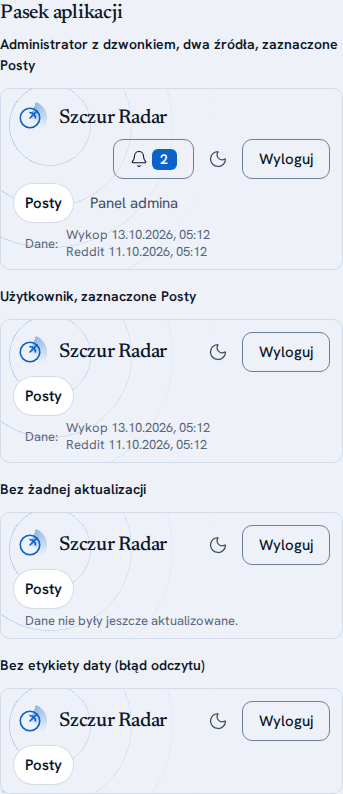 Pasek aplikacji
Administrator z dzwonkiem, dwa źródła, zaznaczone
Posty
Szczur Radar
2
Wyloguj
Posty
Panel admina
Dane:
Wykop 13.10.2026, 05:12
Reddit 11.10.2026, 05:12
Użytkownik, zaznaczone Posty
Szczur Radar
Wyloguj
Posty
Dane:
Wykop 13.10.2026, 05:12
Reddit 11.10.2026, 05:12
Bez żadnej aktualizacji
Szczur Radar
Wyloguj
Posty
Dane nie były jeszcze aktualizowane.
Bez etykiety daty (błąd odczytu)
Szczur Radar
Wyloguj
Posty